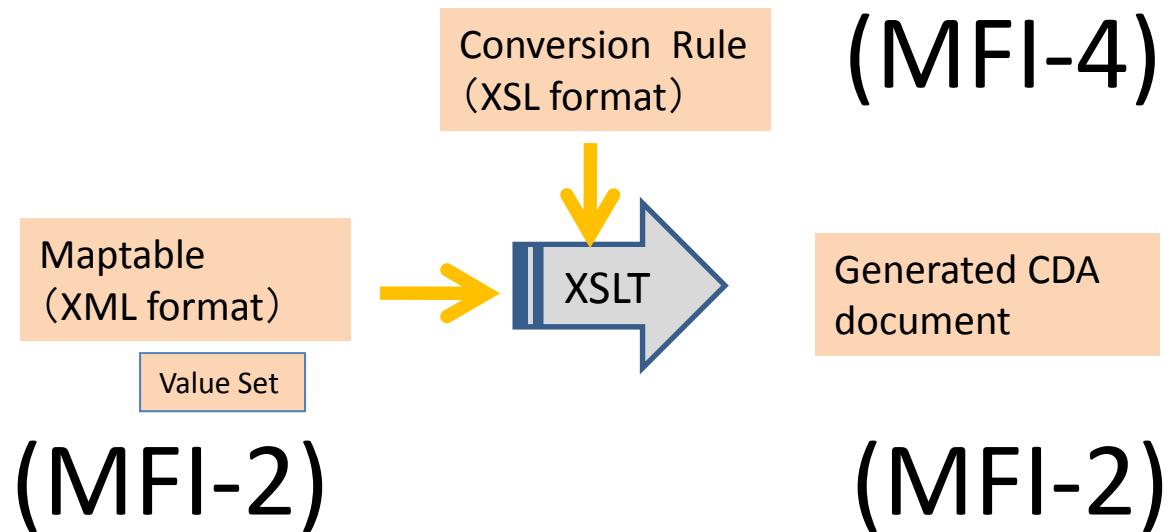 Conversion Rule
（XSL format）
(MFI-4)
Maptable
（XML format）
XSLT
Generated CDA
document
Value Set
(MFI-2)
(MFI-2)